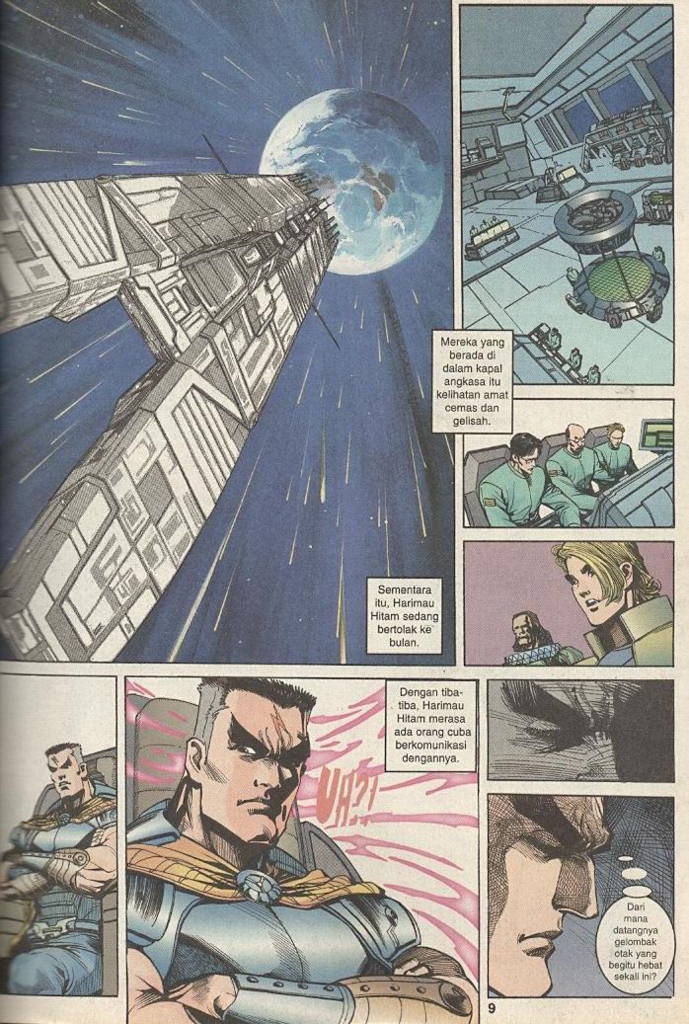 Mereka yang
berada di
dalam kapal
angkasa itu
kelihatan amat
cemas dan
gelisah.
Sementara
itu, Harimau
Hitam sedang
bertolak ke
bulan.
Dengan tiba-
tiba, Harimau
Hitam merasa
ada orang cuba
berkomunikasi
dengannya.
UH?!
Dari
mana
datangnya
gelombak
otak yang
begitu hebat
sekali ini?
9